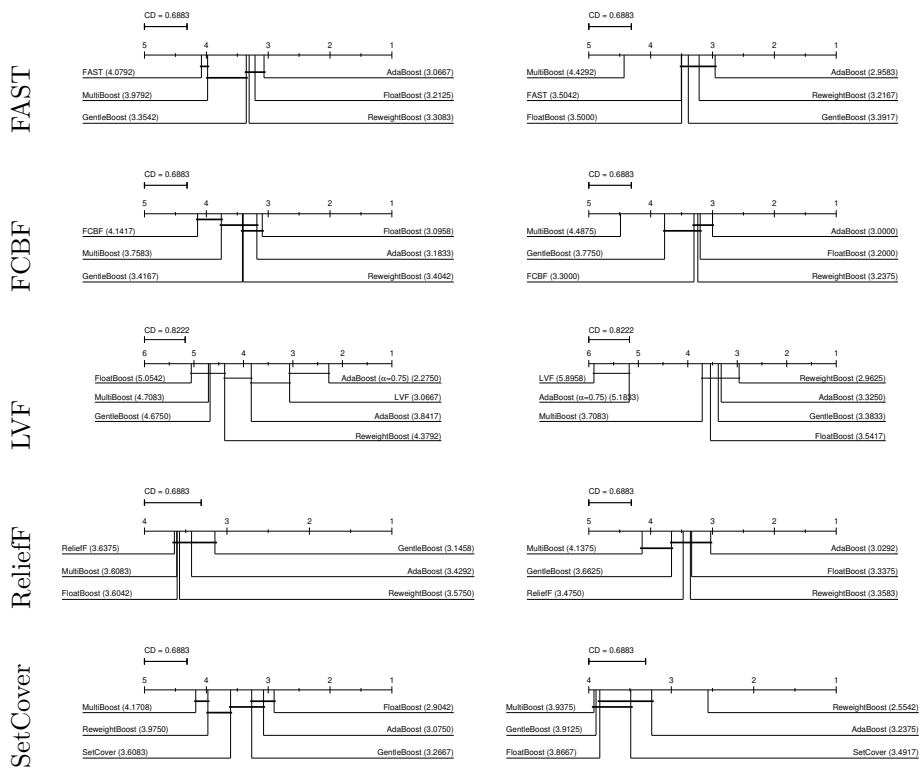 FAST
CD = 0.6883
5 4 3 2 1
FAST (4.0792) AdaBoost (3.0667)
MultiBoost (3.9792) FloatBoost (3.2125)
GentleBoost (3.3542) ReweightBoost (3.3083)
CD = 0.6883
5 4 3 2 1
MultiBoost (4.4292) AdaBoost (2.9583)
FAST (3.5042) ReweightBoost (3.2167)
FloatBoost (3.5000) GentleBoost (3.3917)
FCBF
CD = 0.6883
5 4 3 2 1
FCBF (4.1417) FloatBoost (3.0958)
MultiBoost (3.7583) AdaBoost (3.1833)
GentleBoost (3.4167) ReweightBoost (3.4042)
CD = 0.6883
5 4 3 2 1
MultiBoost (4.4875) AdaBoost (3.0000)
GentleBoost (3.7750) FloatBoost (3.2000)
FCBF (3.3000) ReweightBoost (3.2375)
LVF
CD = 0.8222
6 5 4 3 2 1
FloatBoost (5.0542) AdaBoost (α=0.75) (2.2750)
MultiBoost (4.7083) LVF (3.0667)
GentleBoost (4.6750) AdaBoost (3.8417)
ReweightBoost (4.3792)
CD = 0.8222
6 5 4 3 2 1
LVF (5.8958) ReweightBoost (2.9625)
AdaBoost (α=0.75) (5.1833) AdaBoost (3.3250)
MultiBoost (3.7083) GentleBoost (3.3833)
FloatBoost (3.5417)
ReliefF
CD = 0.6883
4 3 2 1
ReliefF (3.6375) GentleBoost (3.1458)
MultiBoost (3.6083) AdaBoost (3.4292)
FloatBoost (3.6042) ReweightBoost (3.5750)
CD = 0.6883
5 4 3 2 1
MultiBoost (4.1375) AdaBoost (3.0292)
GentleBoost (3.6625) FloatBoost (3.3375)
ReliefF (3.4750) ReweightBoost (3.3583)
SetCover
CD = 0.6883
5 4 3 2 1
MultiBoost (4.1708) FloatBoost (2.9042)
ReweightBoost (3.9750) AdaBoost (3.0750)
SetCover (3.6083) GentleBoost (3.2667)
CD = 0.6883
4 3 2 1
MultiBoost (3.9375) ReweightBoost (2.5542)
GentleBoost (3.9125) AdaBoost (3.2375)
FloatBoost (3.8667) SetCover (3.4917)